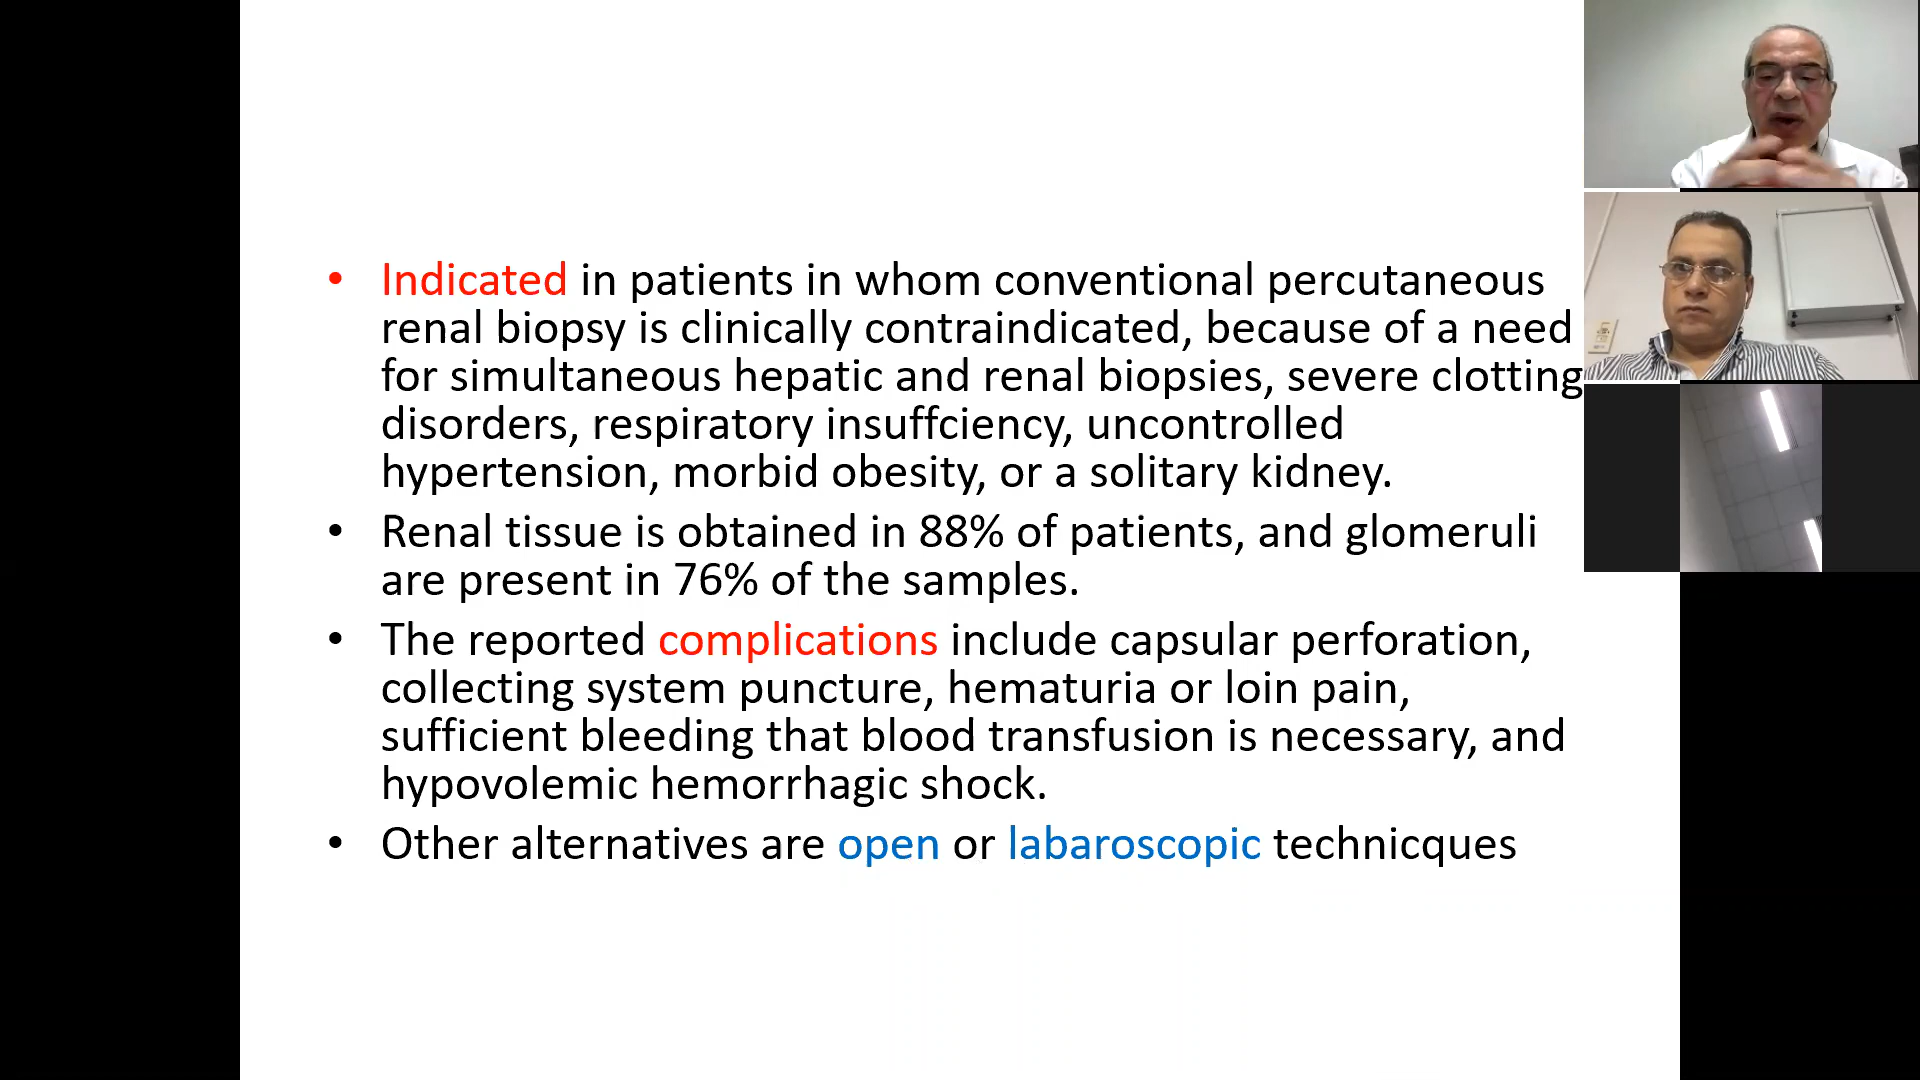 • Indicated in patients in whom conventional percutaneous
renal biopsy is clinically contraindicated, because of a need
for simultaneous hepatic and renal biopsies, severe clotting
disorders, respiratory insuffciency, uncontrolled
hypertension, morbid obesity, or a solitary kidney.
• Renal tissue is obtained in 88% of patients, and glomeruli
are present in 76% of the samples.
• The reported complications include capsular perforation,
collecting system puncture, hematuria or loin pain,
sufficient bleeding that blood transfusion is necessary, and
hypovolemic hemorrhagic shock.
• Other alternatives are open or labaroscopic technicques